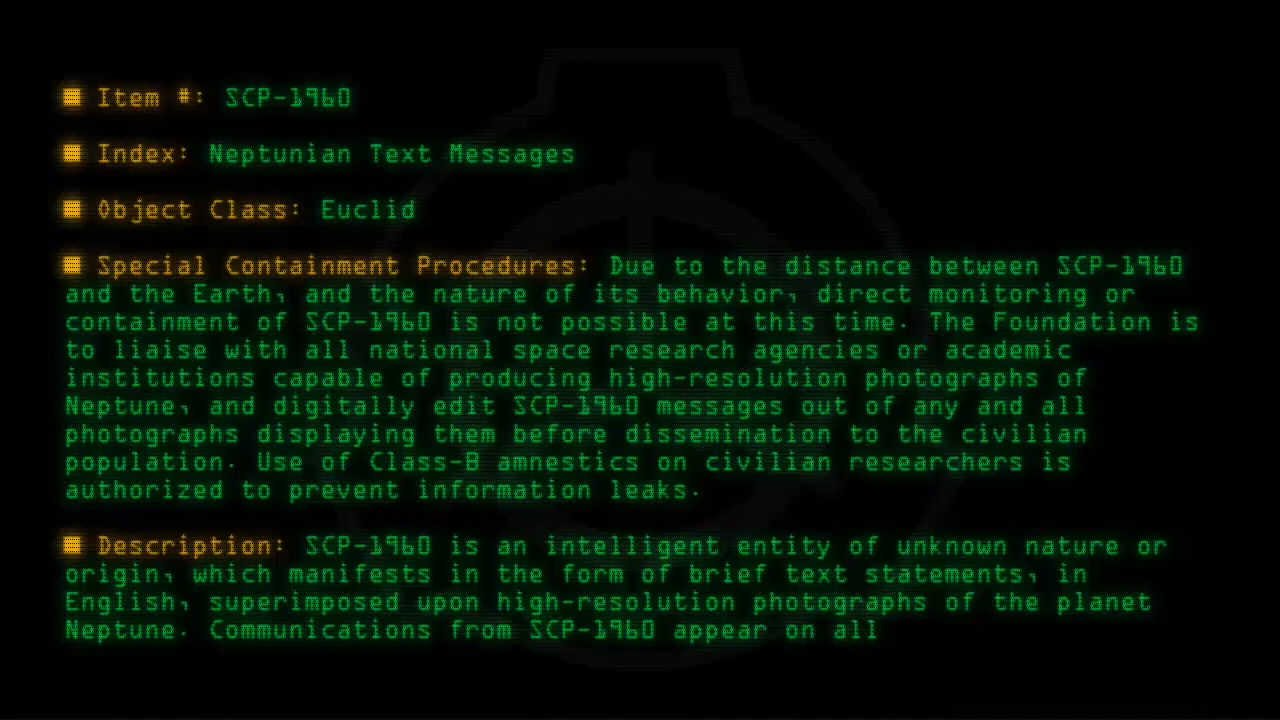 ■ Item #: SCP-1960
■ Index: Neptunian Text Messages
■ Object Class: Euclid
■ Special Containment Procedures: Due to the distance between SCP-1960
and the Earth, and the nature of its behavior, direct monitoring or
containment of SCP-1960 is not possible at this time. The Foundation is
to liaise with all national space research agencies or academic
institutions capable of producing high-resolution photographs of
Neptune, and digitally edit SCP-1960 messages out of any and all
photographs displaying them before dissemination to the civilian
population. Use of Class-B amnestics on civilian researchers is
authorized to prevent information leaks.
■ Description: SCP-1960 is an intelligent entity of unknown nature or
origin, which manifests in the form of brief text statements, in
English, superimposed upon high-resolution photographs of the planet
Neptune. Communications from SCP-1960 appear on all